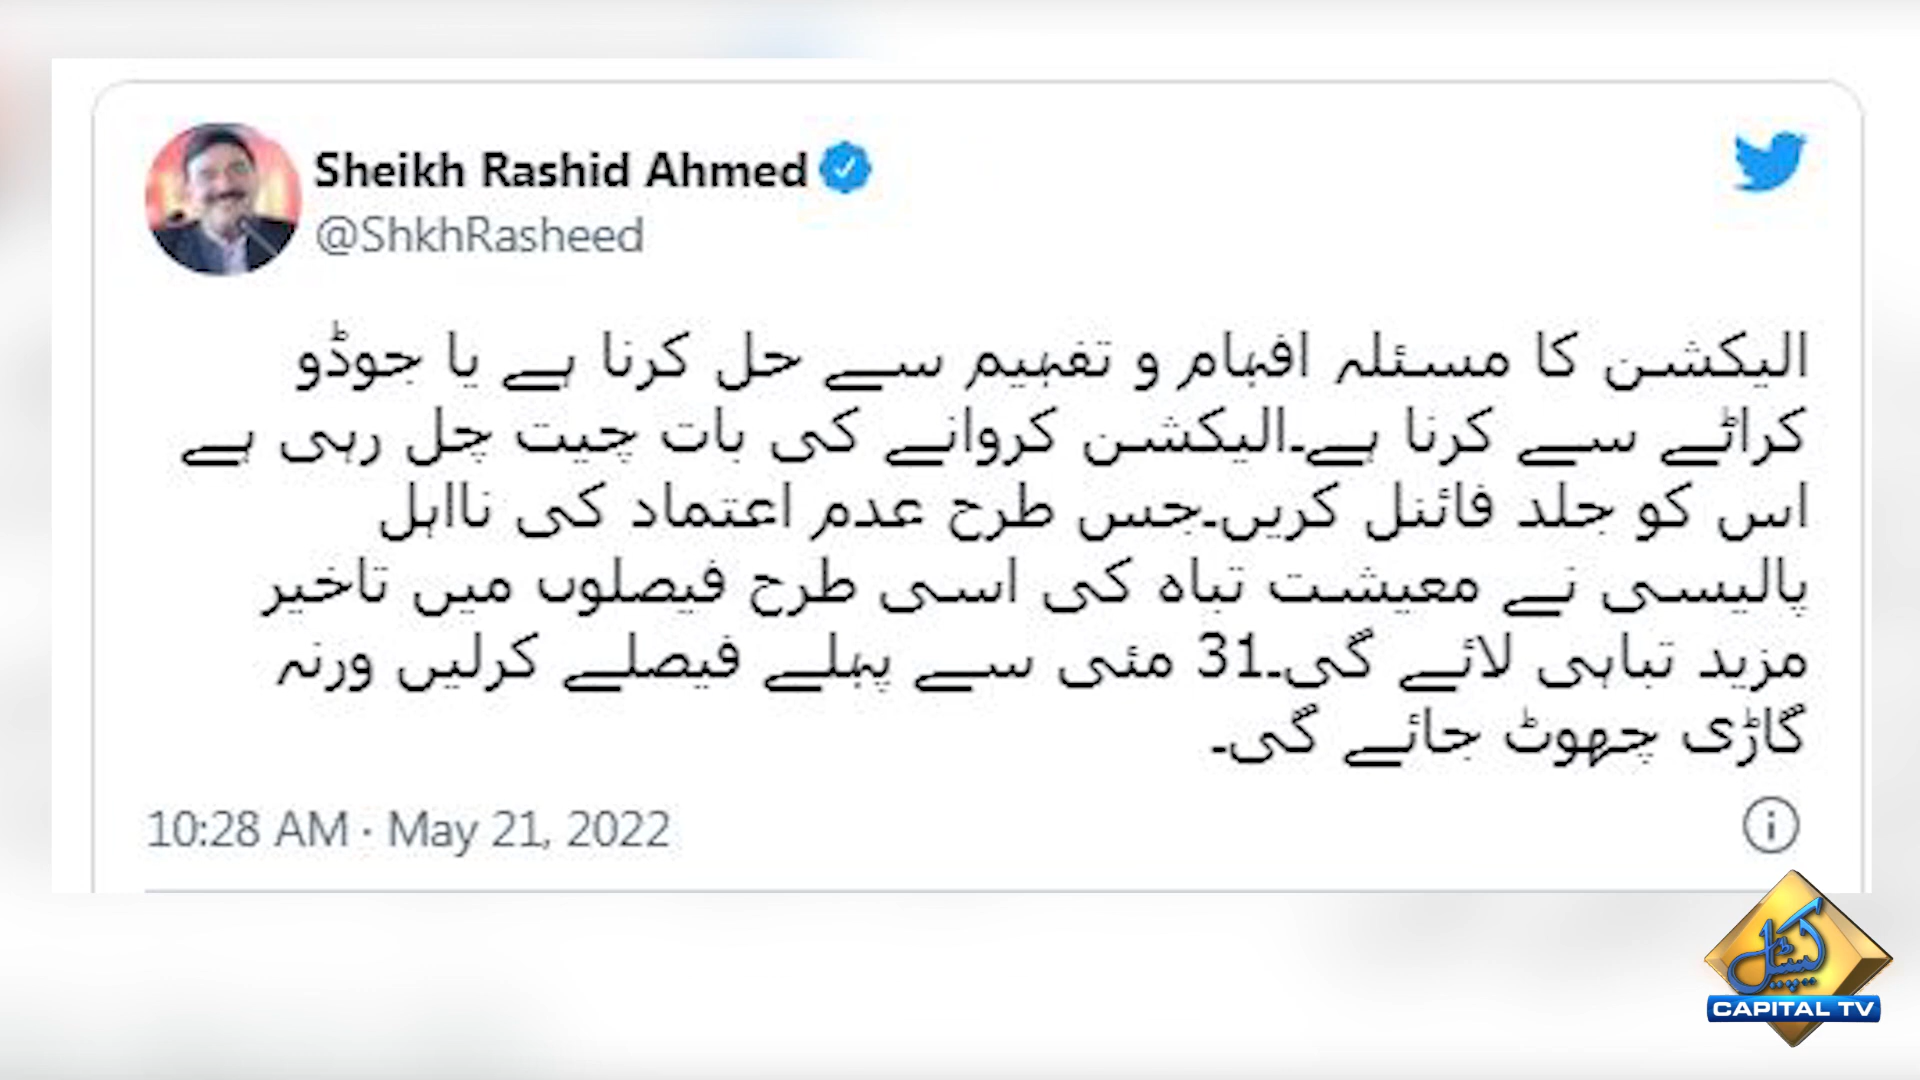 Sheikh Rashid Ahmed
@ShkhRasheed
الیکشن کا مسئلہ افہام و تفہیم سے حل کرنا ہے یا جوڈو
کراٹے سے کرنا ہے۔الیکشن کروانے کی بات چیت چل رہی ہے
اس کو جلد فائنل کریں۔جس طرح عدم اعتماد کی نااہل
پالیسی نے معیشت تباہ کی اسی طرح فیصلوں میں تاخیر
مزید تباہی لائے گی۔31 مئی سے پہلے فیصلے کرلیں ورنہ
گاڑی چھوٹ جائے گی۔
10:28 AM · May 21, 2022
کیپیٹل
CAPITAL TV